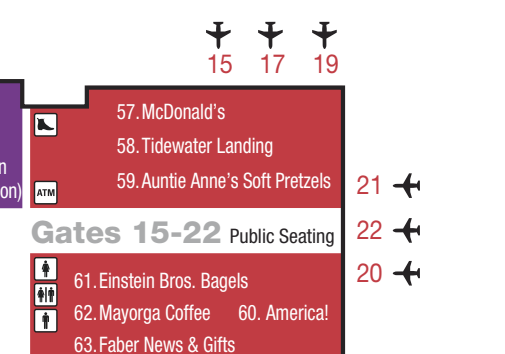 15 17 19
57. McDonald's
58. Tidewater Landing
59. Auntie Anne's Soft Pretzels
ATM
on)
21
Gates 15-22 Public Seating
22
20
61. Einstein Bros. Bagels
62. Mayorga Coffee 60. America!
63. Faber News & Gifts